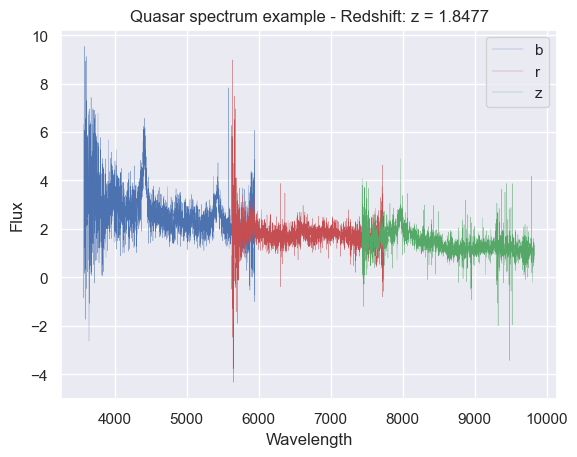 Quasar spectrum example - Redshift: z = 1.8477
10
8
6
4
2
0
−2
−4
Flux
b
r
z
4000 5000 6000 7000 8000 9000 10000
Wavelength